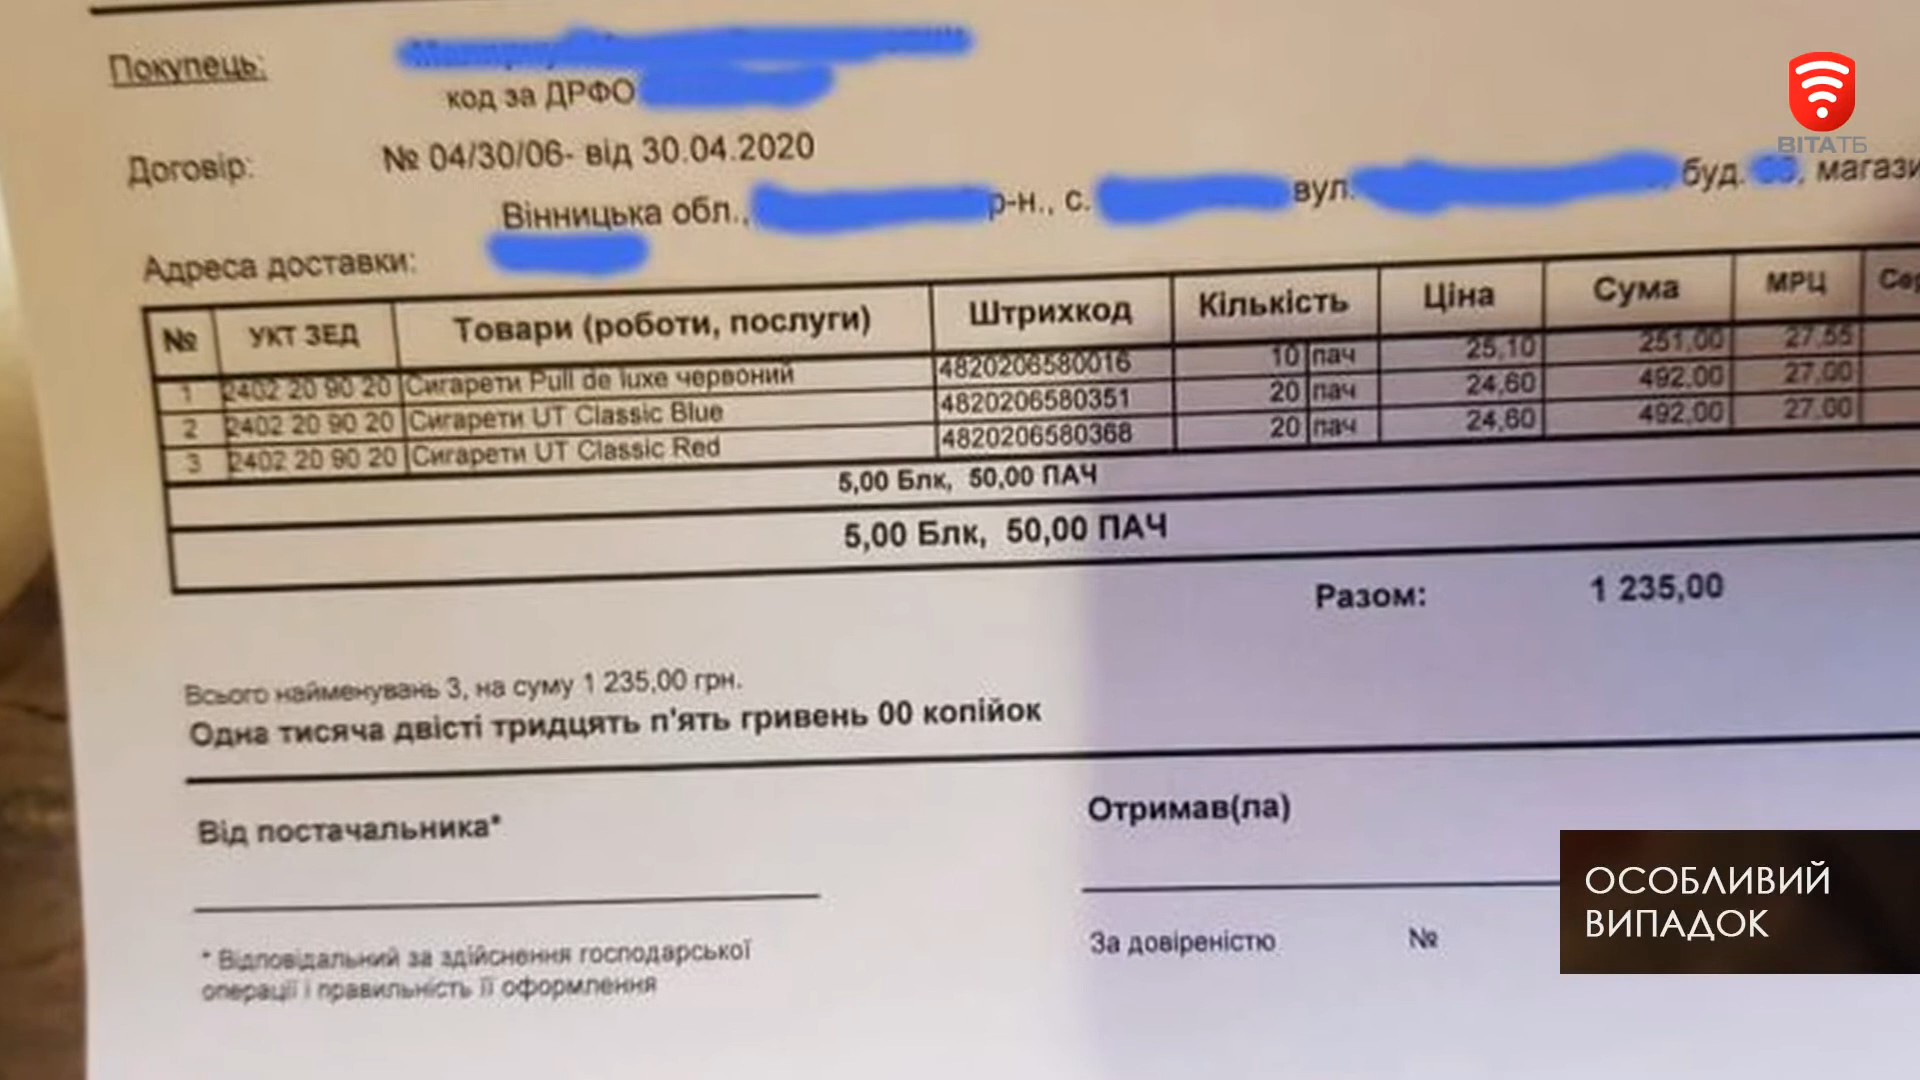 Покупець:
код за ДРФО
Договір: № 04/30/06- від 30.04.2020
Вінницька обл., р-н., с. вул. буд. , магази
Адреса доставки:
№ УКТ ЗЕД Товари (роботи, послуги) Штрихкод Кількість Ціна Сума МРЦ Сер
1 2402 20 90 20 Сигарети Pull de luxe червоний 4820206580016 10 пач 25,10 251,00 27,55
2 2402 20 90 20 Сигарети UT Classic Blue 4820206580351 20 пач 24,60 492,00 27,00
3 2402 20 90 20 Сигарети UT Classic Red 4820206580368 20 пач 24,60 492,00 27,00
5,00 Блк, 50,00 ПАЧ
5,00 Блк, 50,00 ПАЧ
Разом: 1 235,00
Всього найменувань 3, на суму 1 235,00 грн.
Одна тисяча двісті тридцять п'ять гривень 00 копійок
Від постачальника*
Отримав(ла)
* Відповідальний за здійснення господарської
операції і правильність її оформлення
За довіреністю №
ВІТАТБ
ОСОБЛИВИЙ
ВИПАДОК